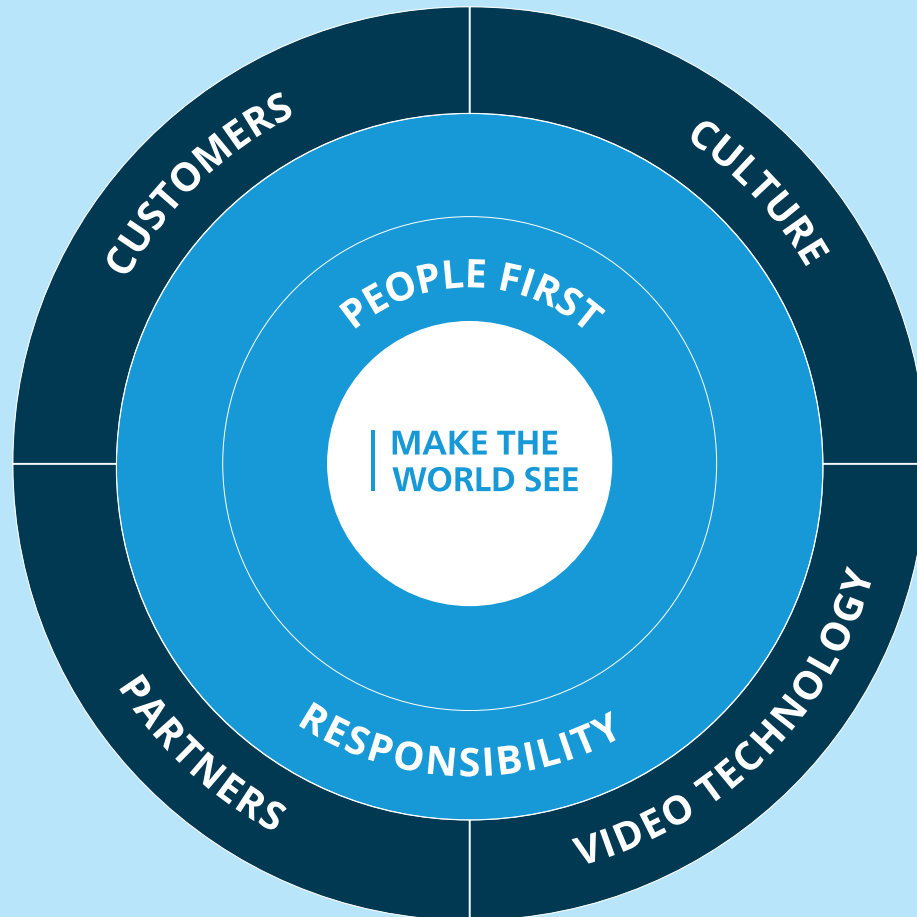 CUSTOMERS
CULTURE
PEOPLE FIRST
MAKE THE
WORLD SEE
RESPONSIBILITY
PARTNERS
VIDEO TECHNOLOGY